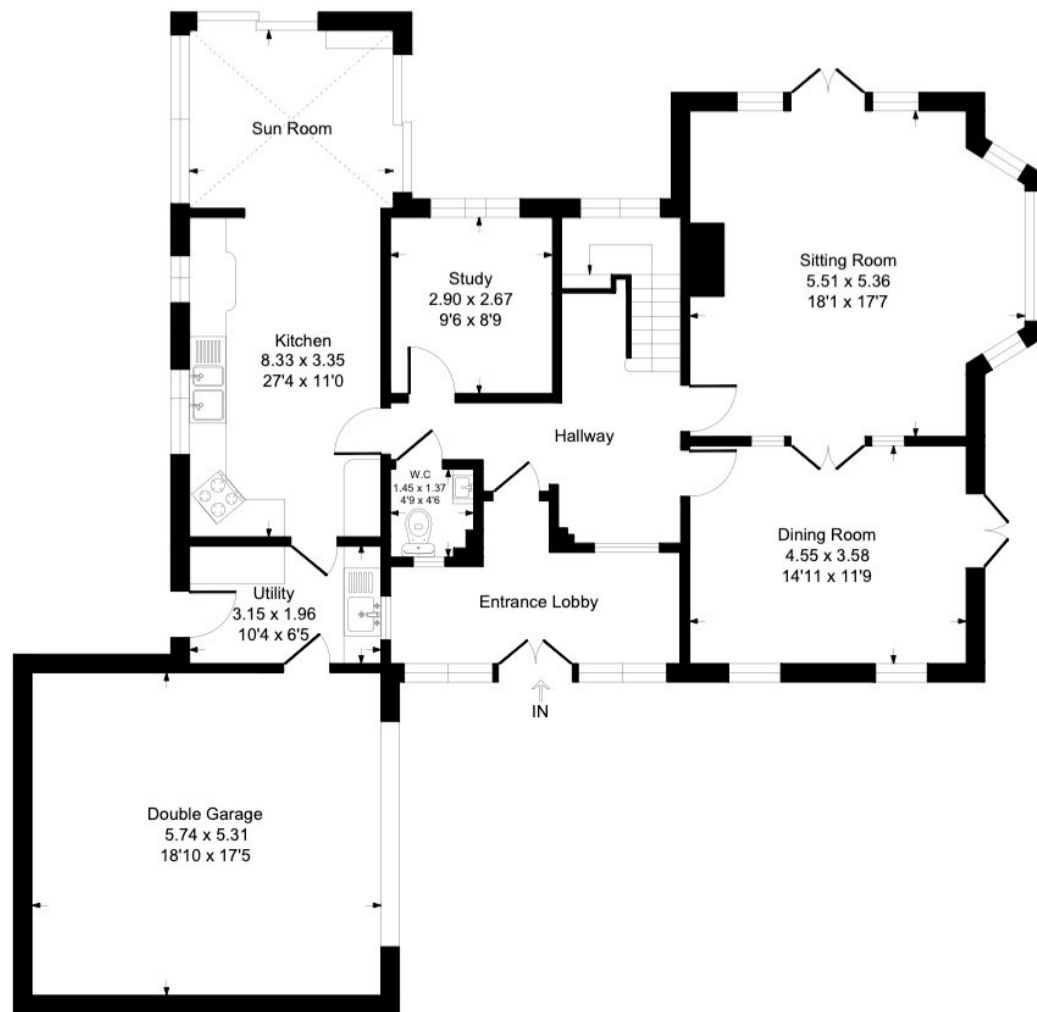 Sun Room
Sitting Room
5.51 x 5.36
18'1 x 17'7
Study
2.90 x 2.67
9'6 x 8'9
Kitchen
8.33 x 3.35
27'4 x 11'0
Hallway
W.C
1.45 x 1.37
4'9 x 4'6
Dining Room
4.55 x 3.58
14'11 x 11'9
Utility
3.15 x 1.96
10'4 x 6'5
Entrance Lobby
IN
Double Garage
5.74 x 5.31
18'10 x 17'5